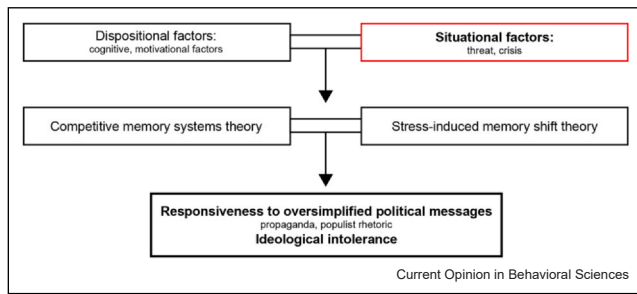 Dispositional factors:
cognitive, motivational factors
Situational factors:
threat, crisis
Competitive memory systems theory
Stress-induced memory shift theory
Responsiveness to oversimplified political messages
propaganda, populist rhetoric
Ideological intolerance
Current Opinion in Behavioral Sciences